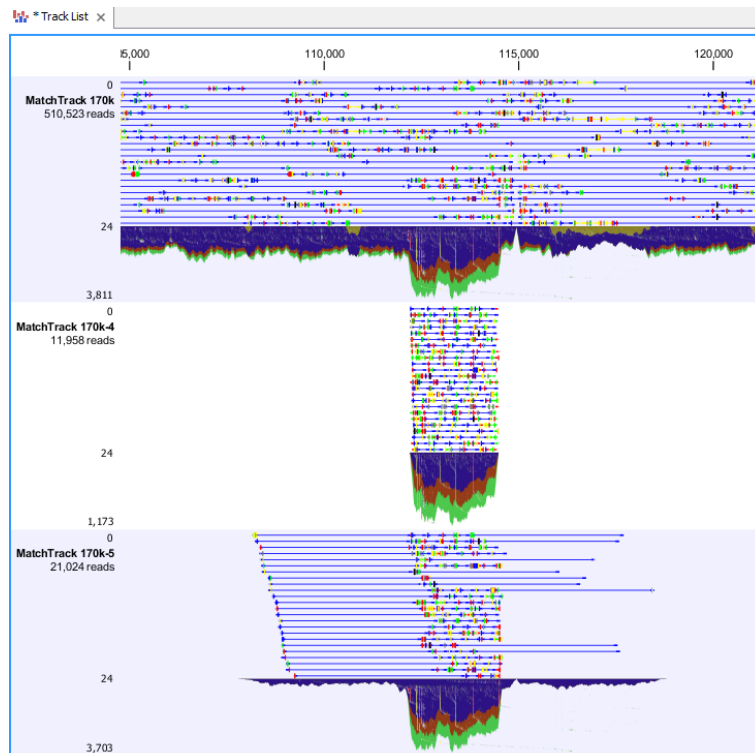 * Track List ×
5,000 110,000 115,000 120,000
0
MatchTrack 170k
510,523 reads
24
3,811
0
MatchTrack 170k-4
11,958 reads
24
1,173
0
MatchTrack 170k-5
21,024 reads
24
3,703